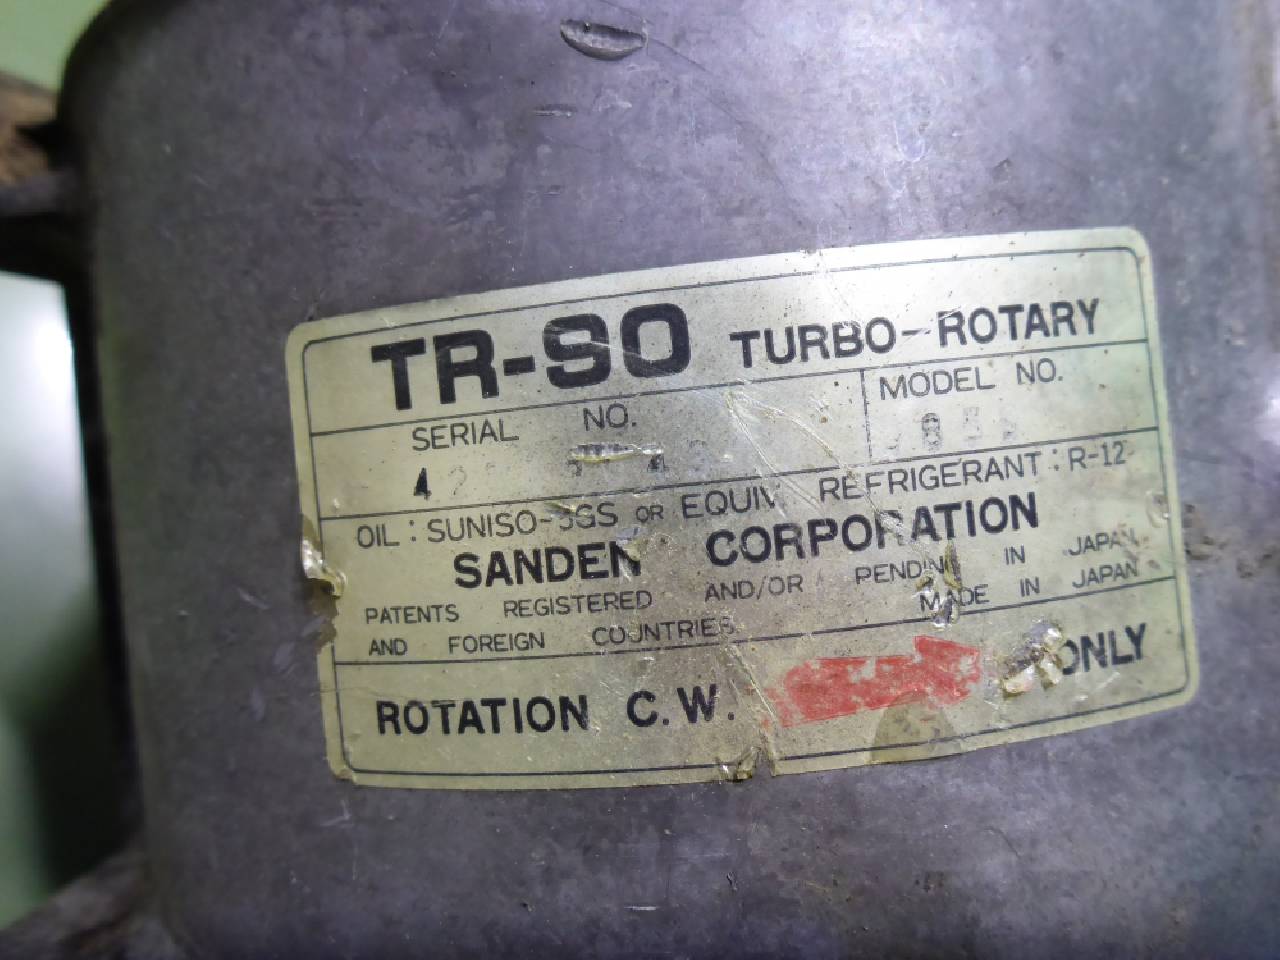 TR-90 TURBO-ROTARY
SERIAL NO. MODEL NO.
OIL: SUNISO-5GS OR EQUIV. REFRIGERANT: R-12
SANDEN CORPORATION
PATENTS REGISTERED AND/OR PENDING IN JAPAN
AND FOREIGN COUNTRIES MADE IN JAPAN
ROTATION C.W. ONLY